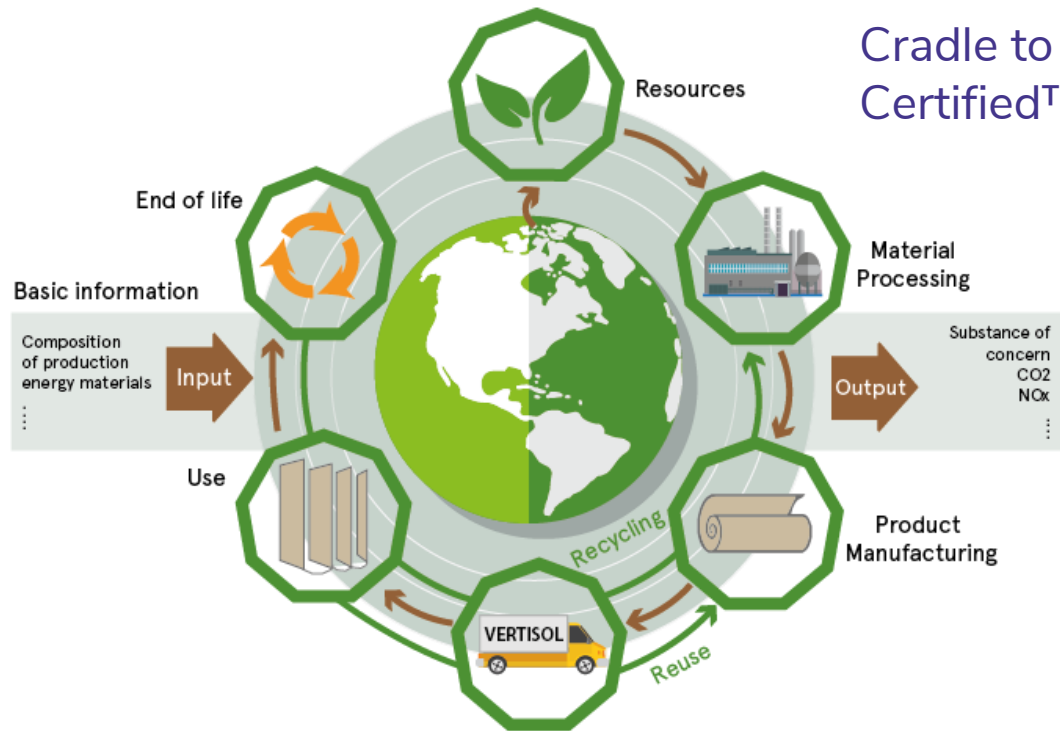 Cradle to
Certified™
Resources
End of life
Material
Processing
Basic information
Composition
of production
energy materials
⋮
Input
Substance of
concern
CO2
NOx
⋮
Output
Use
Recycling
Product
Manufacturing
VERTISOL
Reuse